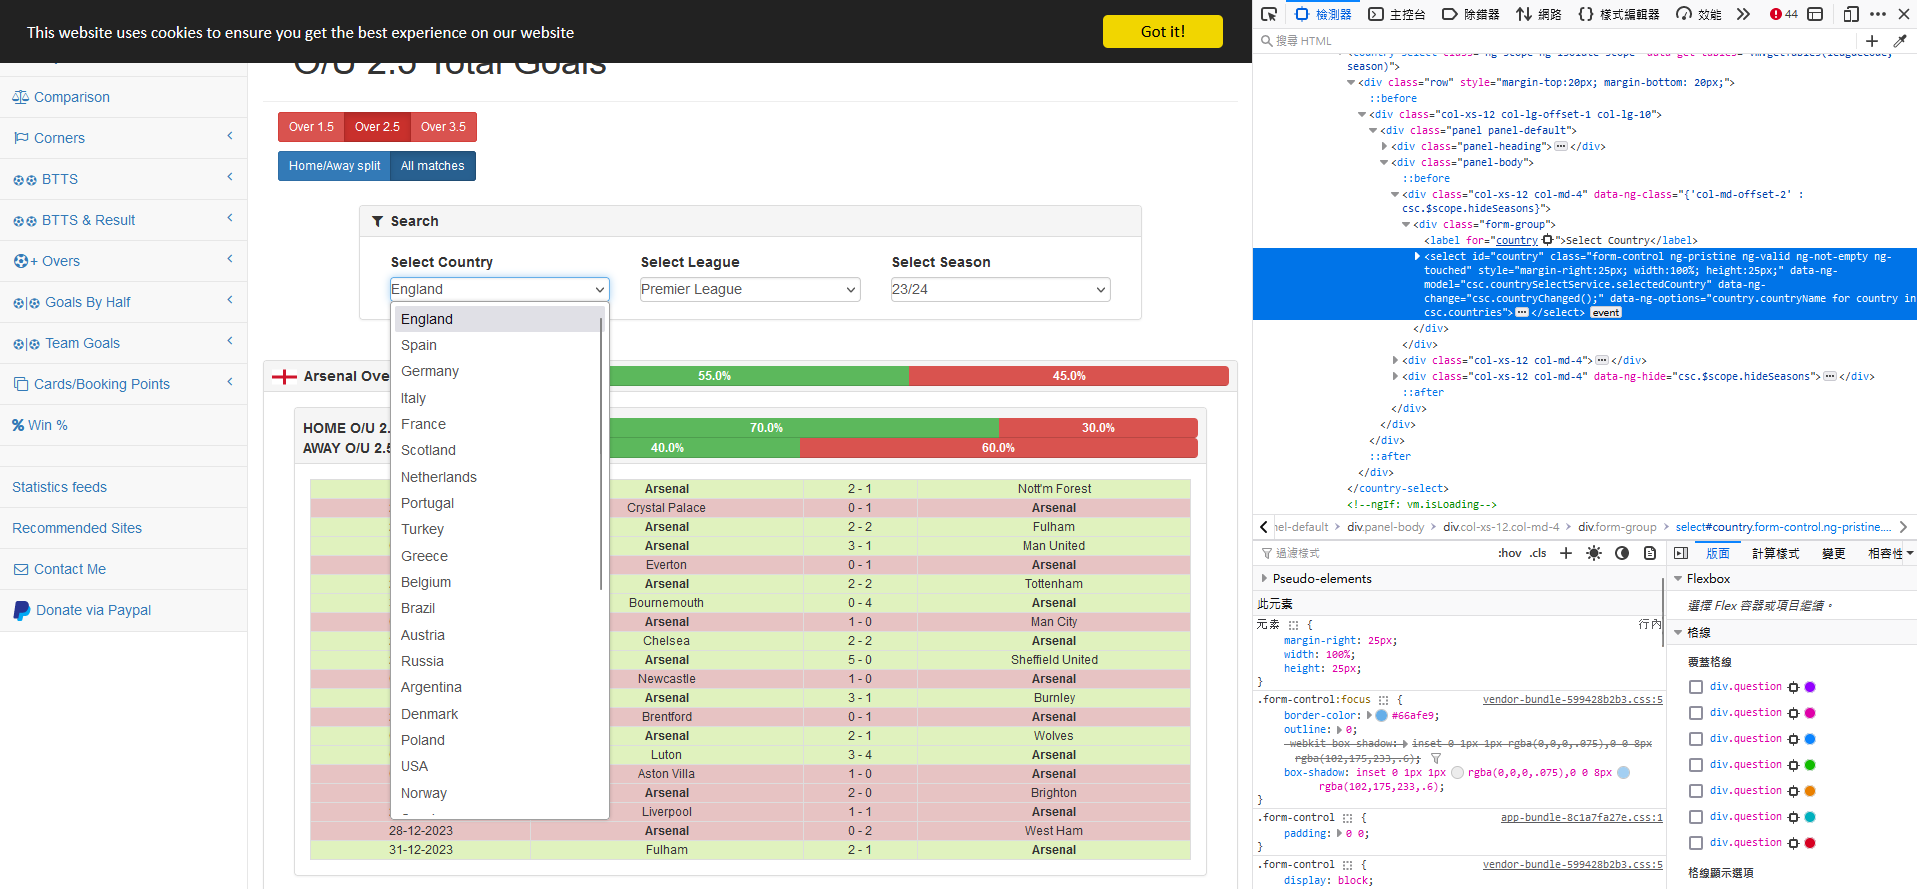 This website uses cookies to ensure you get the best experience on our website
Got it!
O/U 2.5 Total Goals
Comparison
Corners
BTTS
BTTS & Result
+ Overs
Goals By Half
Team Goals
Cards/Booking Points
Win %
Statistics feeds
Recommended Sites
Contact Me
Donate via Paypal
Over 1.5 Over 2.5 Over 3.5
Home/Away split All matches
Search
Select Country Select League Select Season
England Premier League 23/24
England
Spain
Germany
Italy
France
Scotland
Netherlands
Portugal
Turkey
Greece
Belgium
Brazil
Austria
Russia
Argentina
Denmark
Poland
USA
Norway
Arsenal Ove 55.0% 45.0%
HOME O/U 2. 70.0% 30.0%
AWAY O/U 2.5 40.0% 60.0%
Arsenal 2 - 1 Nott'm Forest
Crystal Palace 0 - 1 Arsenal
Arsenal 2 - 2 Fulham
Arsenal 3 - 1 Man United
Everton 0 - 1 Arsenal
Arsenal 2 - 2 Tottenham
Bournemouth 0 - 4 Arsenal
Arsenal 1 - 0 Man City
Chelsea 2 - 2 Arsenal
Arsenal 5 - 0 Sheffield United
Newcastle 1 - 0 Arsenal
Arsenal 3 - 1 Burnley
Brentford 0 - 1 Arsenal
Arsenal 2 - 1 Wolves
Luton 3 - 4 Arsenal
Aston Villa 1 - 0 Arsenal
Arsenal 2 - 0 Brighton
Liverpool 1 - 1 Arsenal
28-12-2023 Arsenal 0 - 2 West Ham
31-12-2023 Fulham 2 - 1 Arsenal
檢測器 主控台 除錯器 網路 樣式編輯器 效能 44
搜尋 HTML
season)">
<div class="row" style="margin-top:20px; margin-bottom: 20px;">
::before
<div class="col-xs-12 col-lg-offset-1 col-lg-10">
<div class="panel panel-default">
<div class="panel-heading"> </div>
<div class="panel-body">
::before
<div class="col-xs-12 col-md-4" data-ng-class="{'col-md-offset-2' :
csc.$scope.hideSeasons}">
<div class="form-group">
<label for="country ">Select Country</label>
<select id="country" class="form-control ng-pristine ng-valid ng-not-empty ng-
touched" style="margin-right:25px; width:100%; height:25px;" data-ng-
model="csc.countrySelectService.selectedCountry" data-ng-
change="csc.countryChanged();" data-ng-options="country.countryName for country in
csc.countries"> </select> event
</div>
</div>
<div class="col-xs-12 col-md-4"> </div>
<div class="col-xs-12 col-md-4" data-ng-hide="csc.$scope.hideSeasons"> </div>
::after
</div>
</div>
</div>
::after
</div>
</country-select>
<!--ngIf: vm.isLoading-->
nel-default div.panel-body div.col-xs-12.col-md-4 div.form-group select#country.form-control.ng-pristine....
過濾樣式 :hov .cls
Pseudo-elements
此元素
元素 { 行內
margin-right: 25px;
width: 100%;
height: 25px;
}
.form-control:focus { vendor-bundle-599428b2b3.css:5
border-color: #66afe9;
outline: 0;
-webkit-box-shadow: inset 0 1px 1px rgba(0,0,0,.075),0 0 8px
rgba(102,175,233,.6);
box-shadow: inset 0 1px 1px rgba(0,0,0,.075),0 0 8px
rgba(102,175,233,.6);
}
.form-control { app-bundle-8c1a7fa27e.css:1
padding: 0 0;
}
.form-control { vendor-bundle-599428b2b3.css:5
display: block;
版面 計算樣式 變更 相容性
Flexbox
選擇 Flex 容器或項目繼續。
格線
覆蓋格線
div.question
div.question
div.question
div.question
div.question
div.question
div.question
格線顯示選項